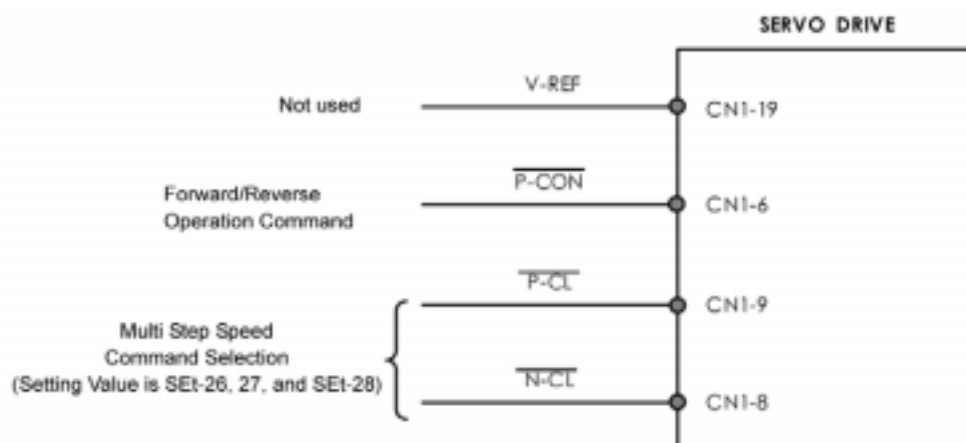 SERVO DRIVE
V-REF
Not used
CN1-19
P-CON
Forward/Reverse
Operation Command
CN1-6
P-CL
CN1-9
Multi Step Speed
Command Selection
(Setting Value is SEt-26, 27, and SEt-28)
N-CL
CN1-8